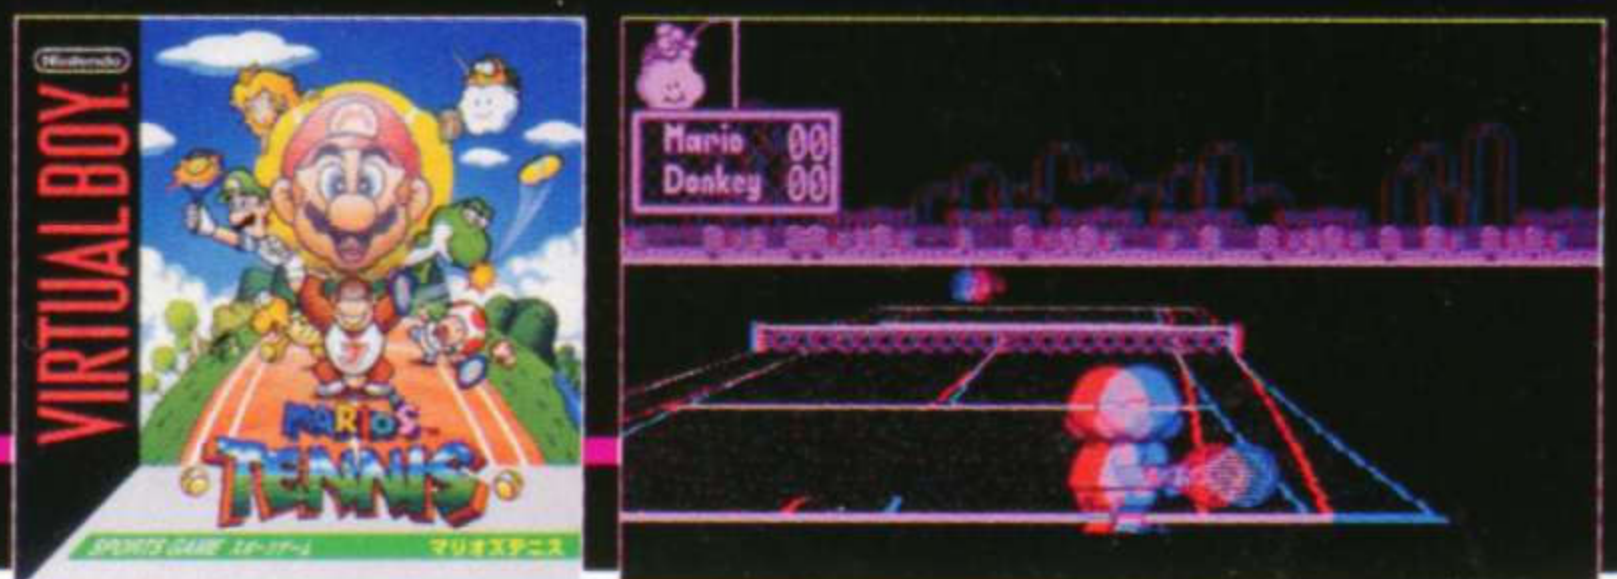 Nintendo
VIRTUAL BOY
MARIO'S
TENNIS
SPORTS GAME スポーツゲーム
マリオズテニス
Mario 00
Donkey 00